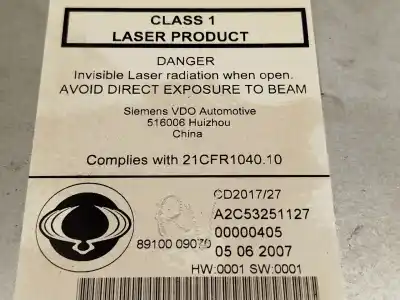 CLASS 1
LASER PRODUCT
DANGER
Invisible Laser radiation when open.
AVOID DIRECT EXPOSURE TO BEAM
Siemens VDO Automotive
516006 Huizhou
China
Complies with 21CFR1040.10
CD2017/27
A2C53251127
00000405
89100 09070
05 06 2007
HW:0001 SW:0001